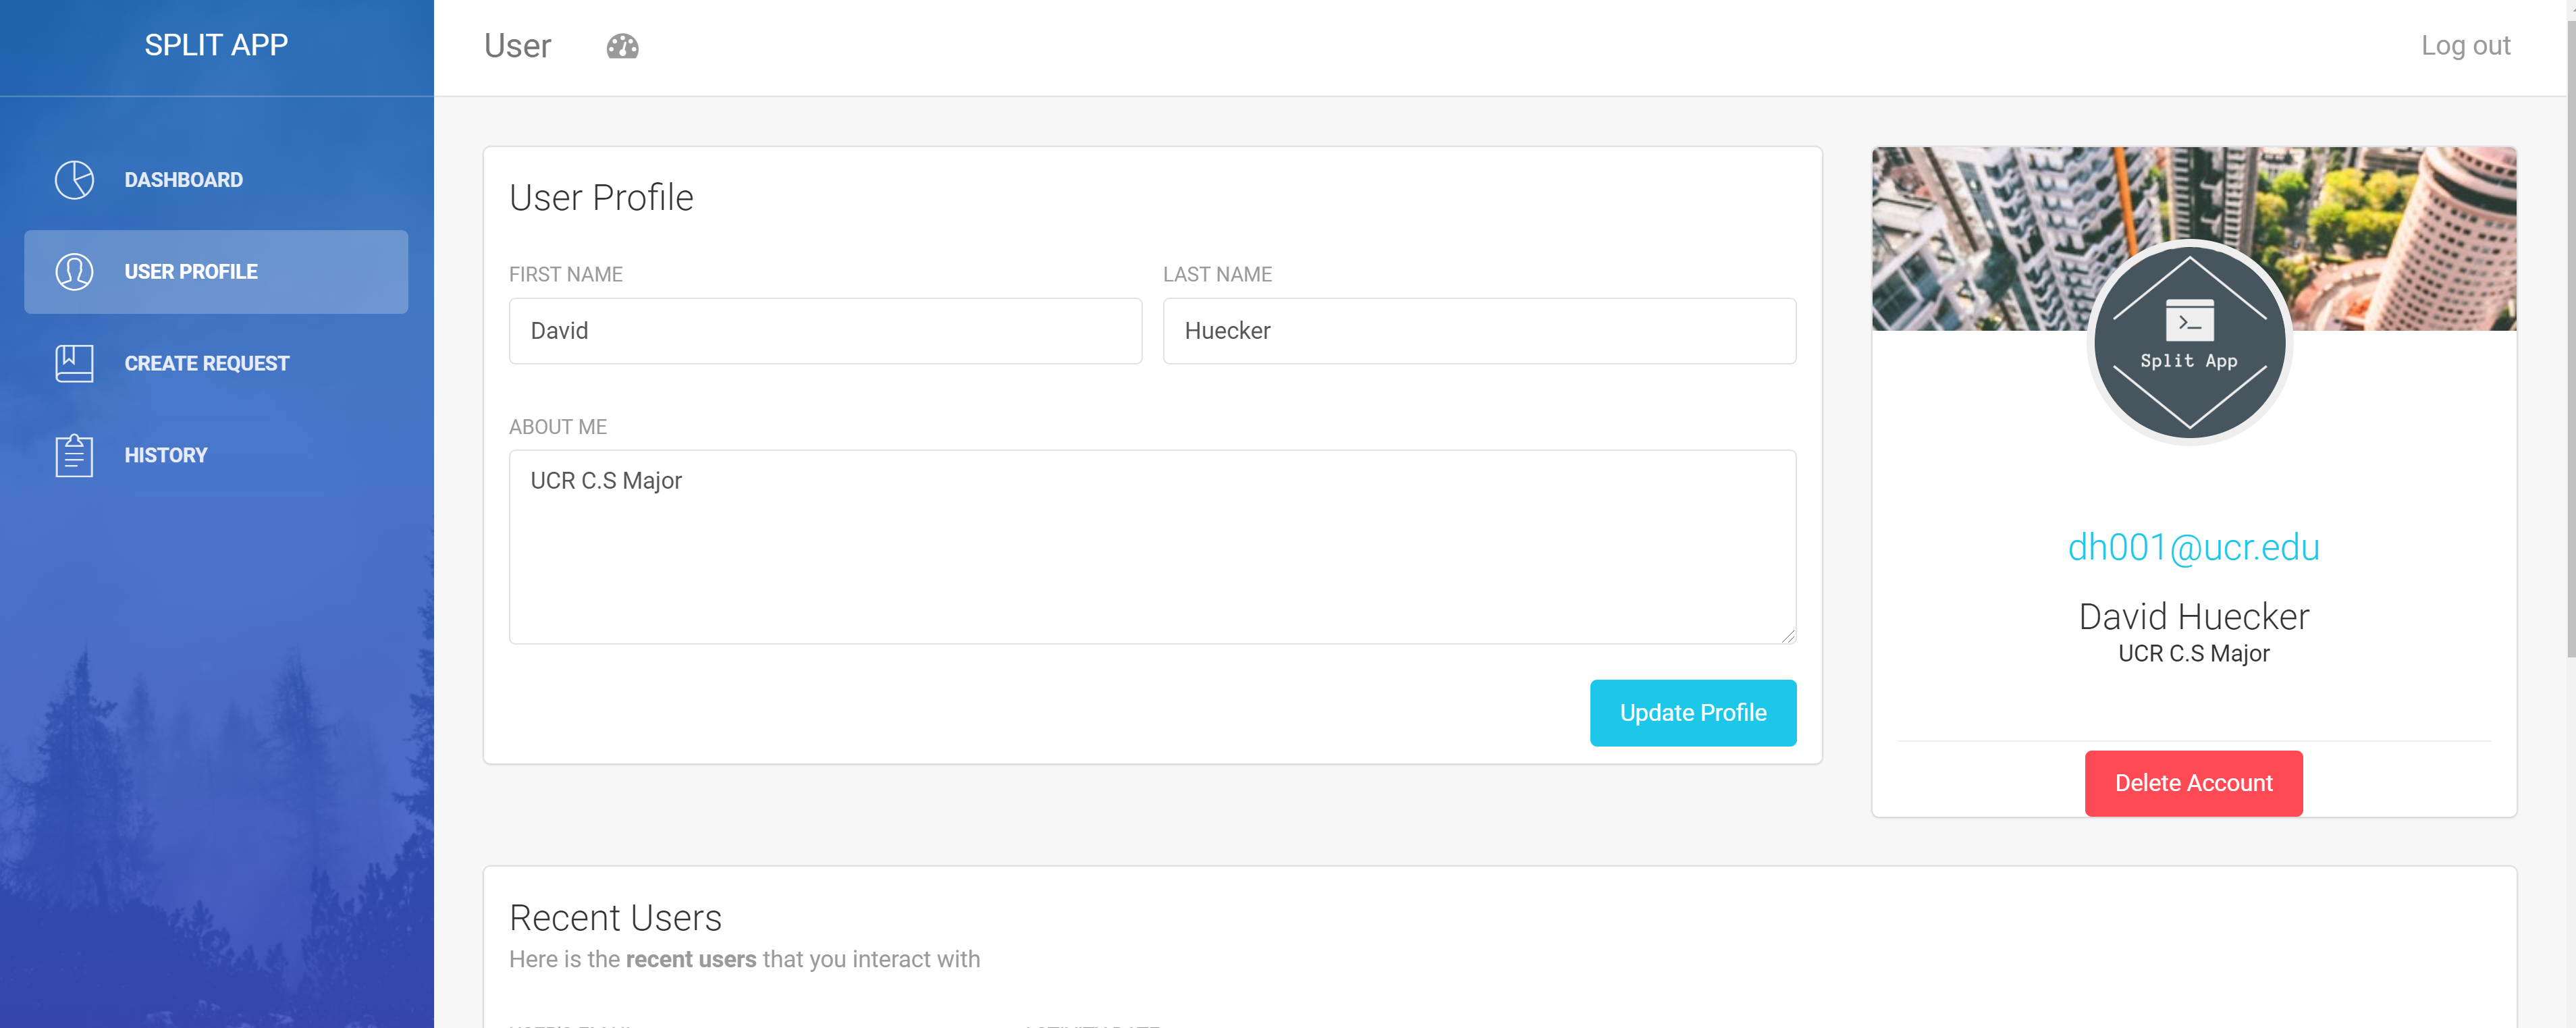 SPLIT APP
User
Log out
DASHBOARD
USER PROFILE
CREATE REQUEST
HISTORY
User Profile
FIRST NAME
LAST NAME
David
Huecker
ABOUT ME
UCR C.S Major
Update Profile
>_
Split App
dh001@ucr.edu
David Huecker
UCR C.S Major
Delete Account
Recent Users
Here is the recent users that you interact with